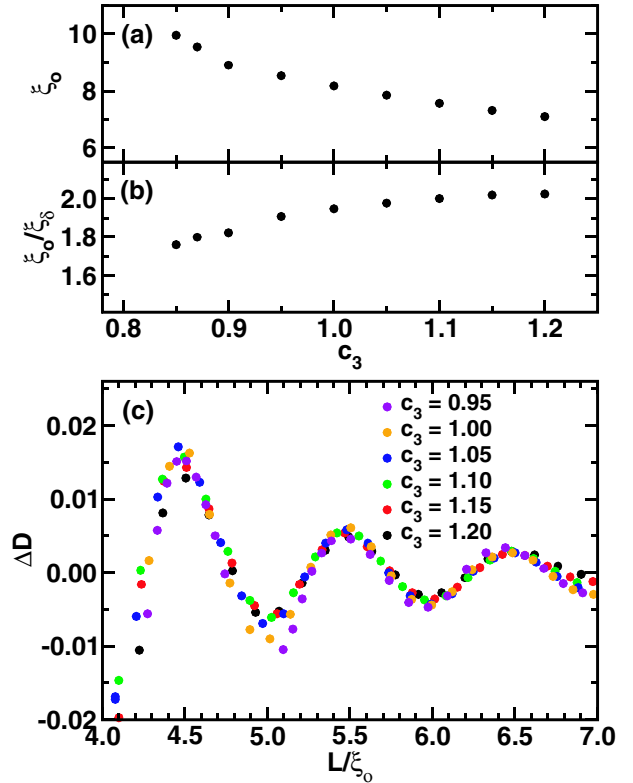 (a)
10
8
6
ξₒ
(b)
2.0
1.8
1.6
ξₒ/ξ_δ
0.8 0.9 1.0 1.1 1.2
c₃
(c)
c₃ = 0.95
c₃ = 1.00
c₃ = 1.05
c₃ = 1.10
c₃ = 1.15
c₃ = 1.20
0.02
0.01
0.00
-0.01
-0.02
ΔD
4.0 4.5 5.0 5.5 6.0 6.5 7.0
L/ξₒ